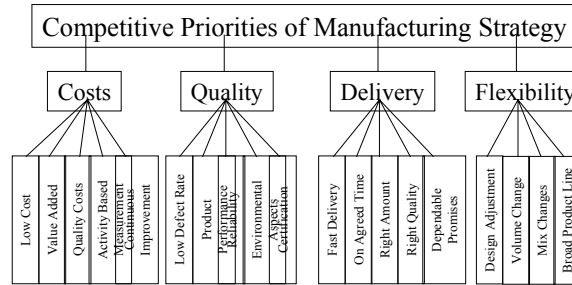 Competitive Priorities of Manufacturing Strategy
Costs
Quality
Delivery
Flexibility
Low Cost
Value Added
Quality Costs
Activity Based
Measurement
Continuous
Improvement
Low Defect Rate
Product
Performance
Reliability
Environmental
Aspects
Certification
Fast Delivery
On Agreed Time
Right Amount
Right Quality
Dependable
Promises
Design Adjustment
Volume Change
Mix Changes
Broad Product Line